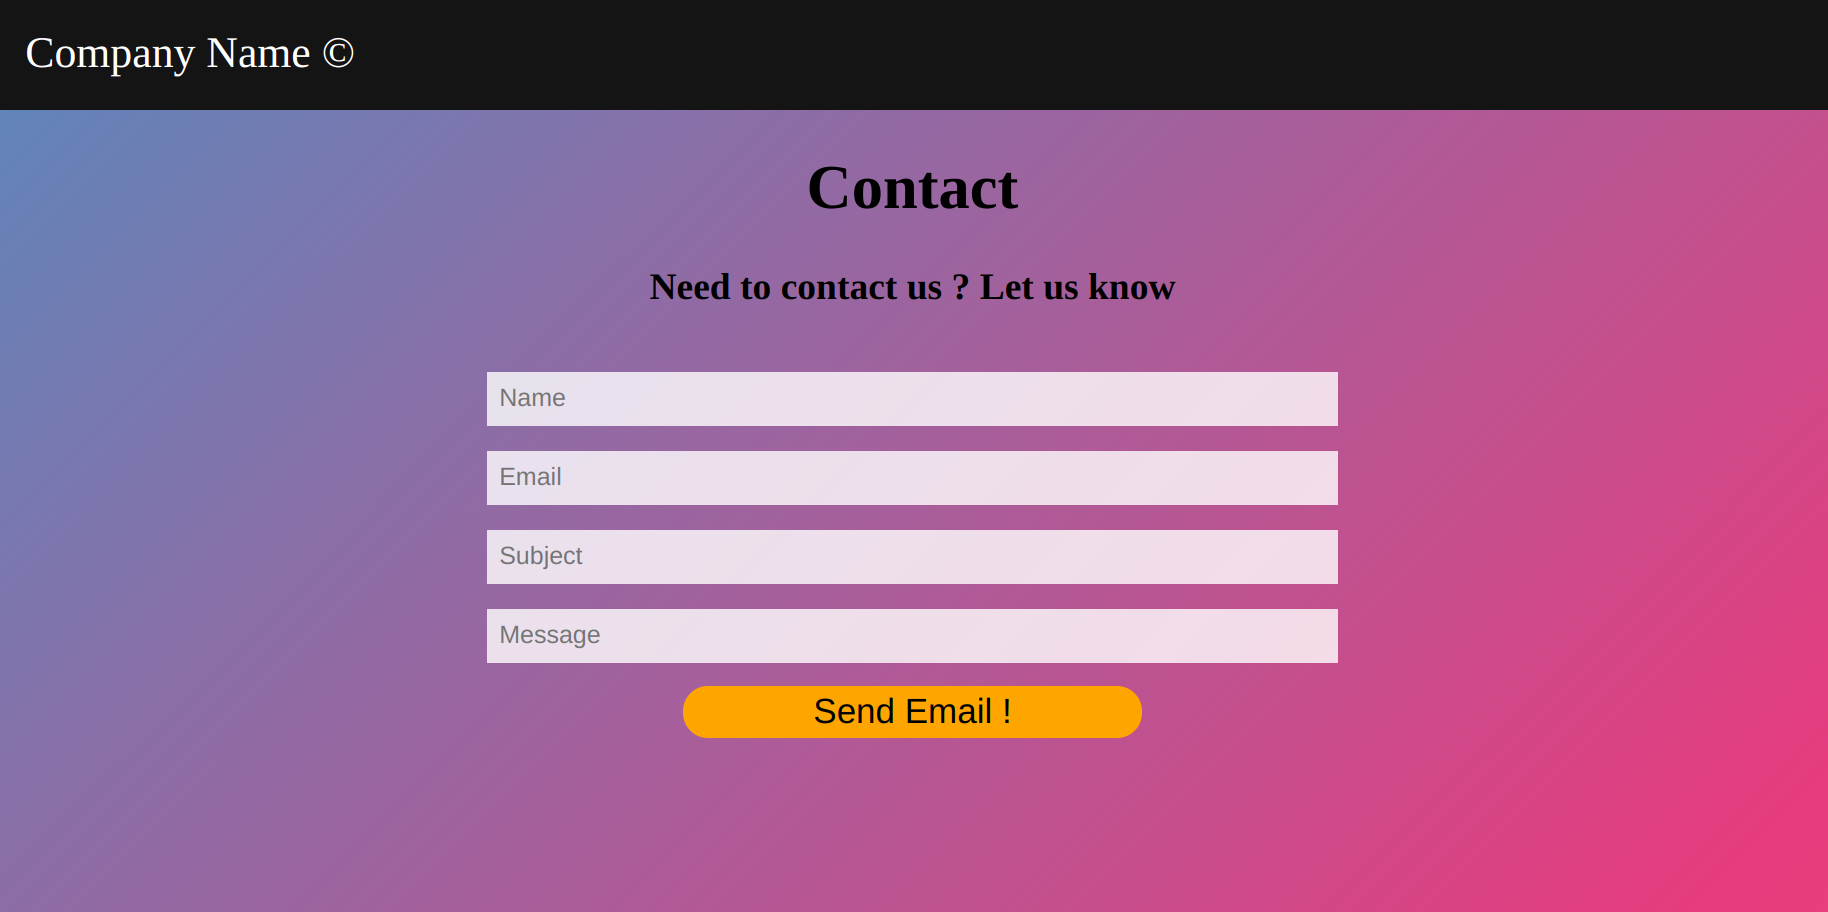 Company Name ©
Contact
Need to contact us ? Let us know
Name
Email
Subject
Message
Send Email !